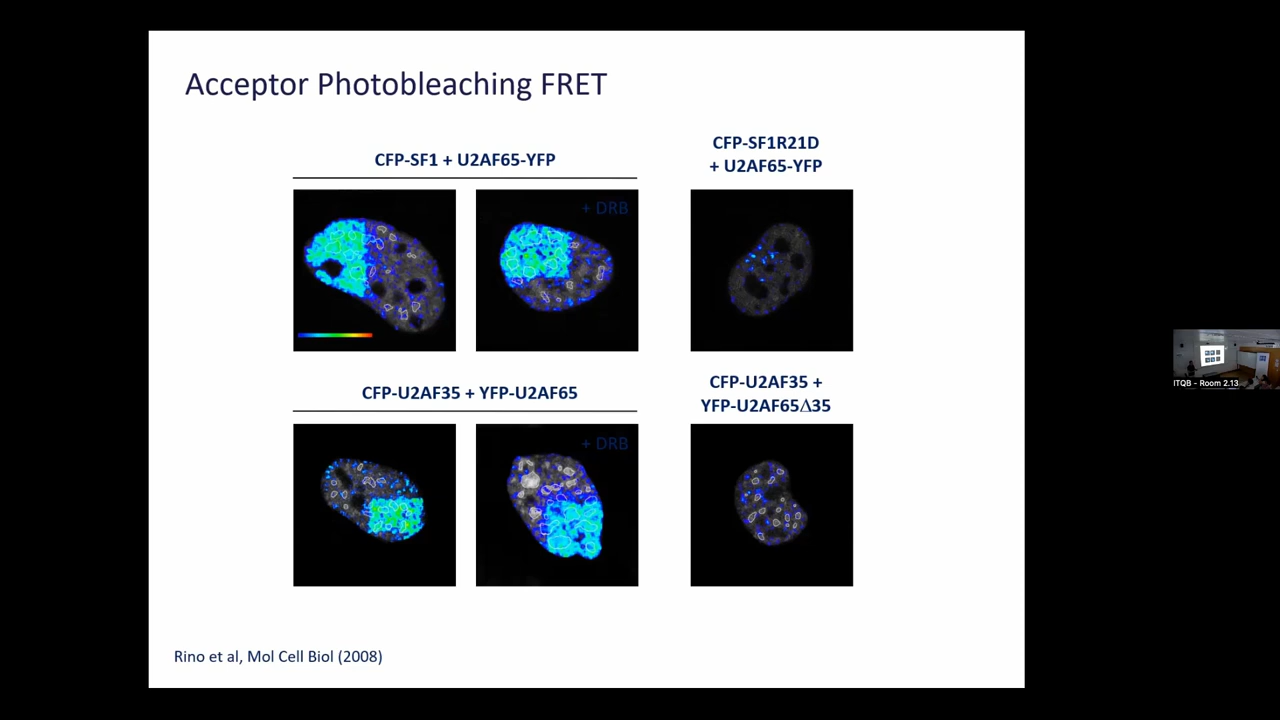 Acceptor Photobleaching FRET
CFP-SF1 + U2AF65-YFP
CFP-SF1R21D
+ U2AF65-YFP
+ DRB
CFP-U2AF35 + YFP-U2AF65
CFP-U2AF35 +
YFP-U2AF65Δ35
+ DRB
Rino et al, Mol Cell Biol (2008)
ITQB - Room 2.13